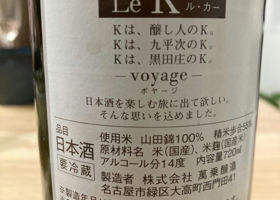 Le K
ル・カー
Kは、醸し人のK。
Kは、九平次のK。
Kは、黒田庄のK。
— voyage —
ボヤージ
日本酒を楽しむ旅に出て欲しい。
そんな思いを込めました。
品目
日本酒
要冷蔵
使用米 山田錦100% 精米歩合55%
原材料名 米(国産)、米麹(国産米)
アルコール分14度 内容量720ml
製造者 株式会社 萬乗醸造
名古屋市緑区大高町西門田41
※製造年月